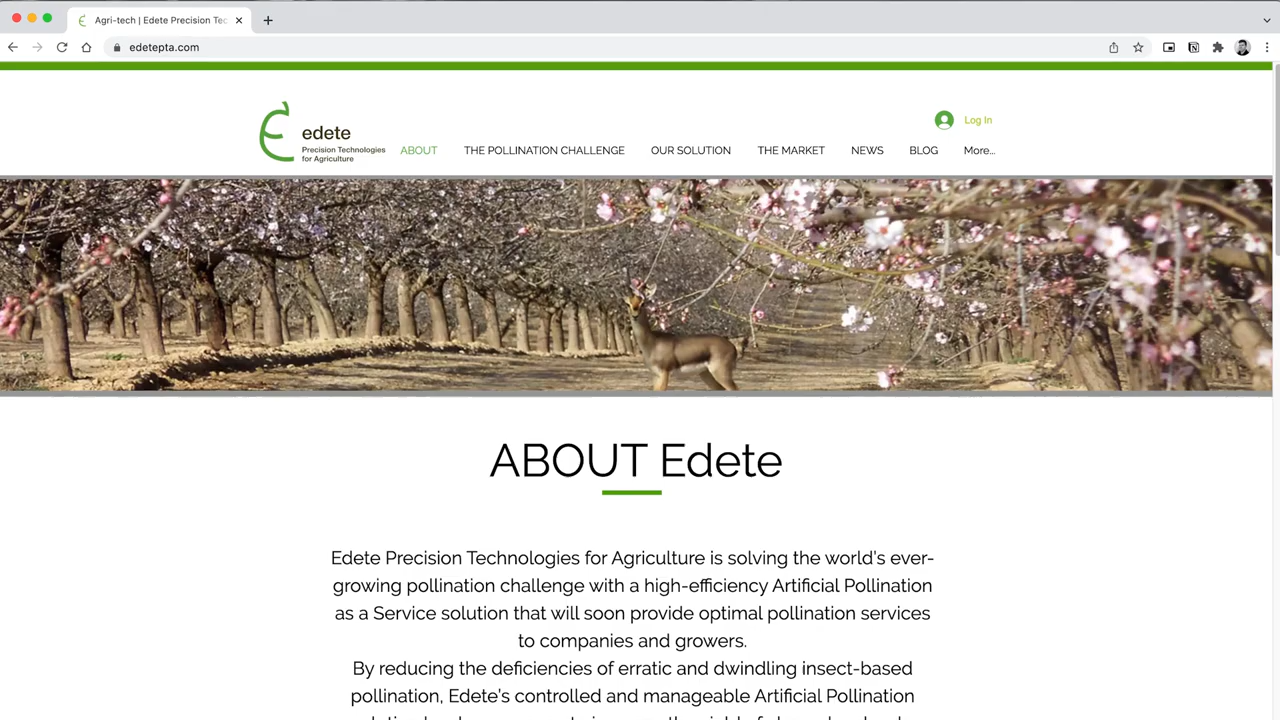 Agri-tech | Edete Precision Tec
edetepta.com
edete
Precision Technologies
for Agriculture
Log In
ABOUT
THE POLLINATION CHALLENGE
OUR SOLUTION
THE MARKET
NEWS
BLOG
More...
ABOUT Edete
Edete Precision Technologies for Agriculture is solving the world's ever-
growing pollination challenge with a high-efficiency Artificial Pollination
as a Service solution that will soon provide optimal pollination services
to companies and growers.
By reducing the deficiencies of erratic and dwindling insect-based
pollination, Edete's controlled and manageable Artificial Pollination